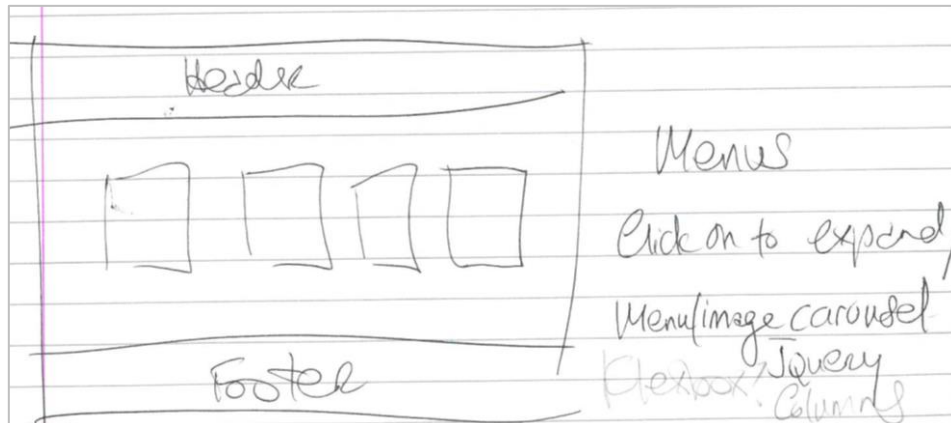 Header
Menus
Click on to expand,
Menu/image carousel
Footer
Flexbox? Jquery
Columns